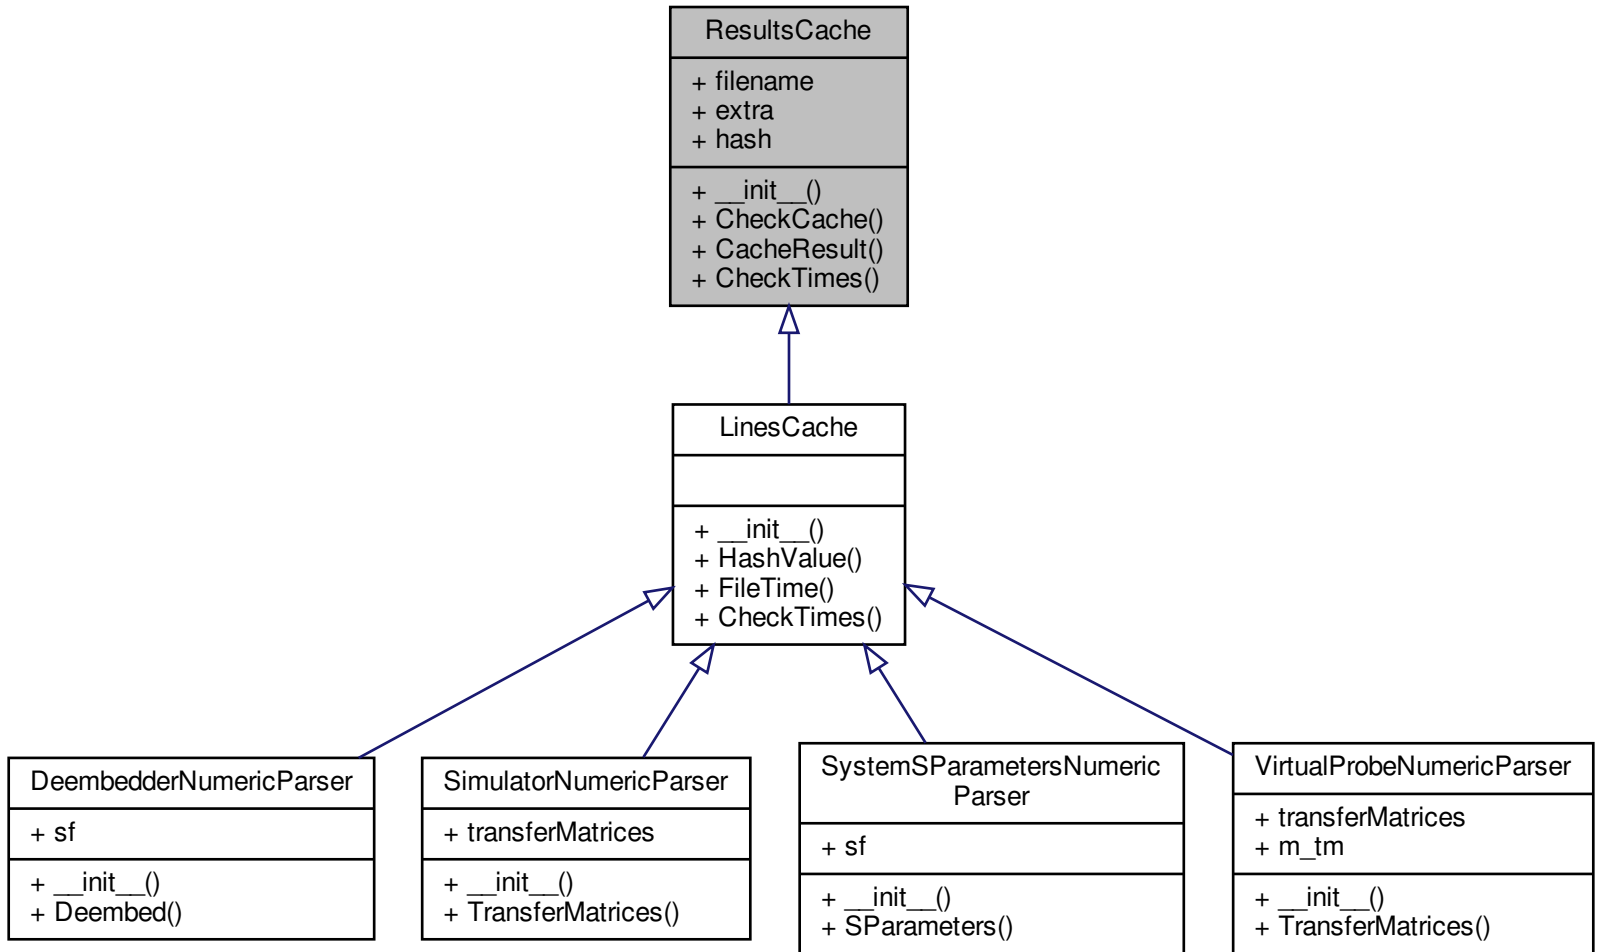 ResultsCache
+ filename
+ extra
+ hash
+ __init__()
+ CheckCache()
+ CacheResult()
+ CheckTimes()
LinesCache
+ __init__()
+ HashValue()
+ FileTime()
+ CheckTimes()
DeembedderNumericParser
+ sf
+ __init__()
+ Deembed()
SimulatorNumericParser
+ transferMatrices
+ __init__()
+ TransferMatrices()
SystemSParametersNumeric
Parser
+ sf
+ __init__()
+ SParameters()
VirtualProbeNumericParser
+ transferMatrices
+ m_tm
+ __init__()
+ TransferMatrices()